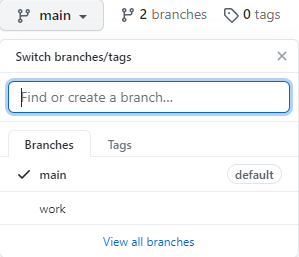 main 2 branches 0 tags
Switch branches/tags
Find or create a branch...
Branches Tags
main default
work
View all branches